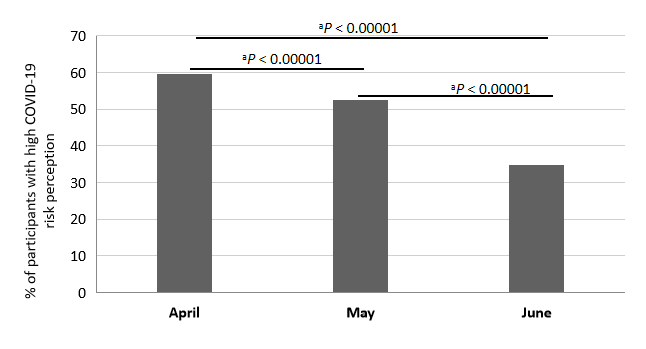 ᵃP < 0.00001
ᵃP < 0.00001
ᵃP < 0.00001
% of participants with high COVID-19
risk perception
70
60
50
40
30
20
10
0
April May June